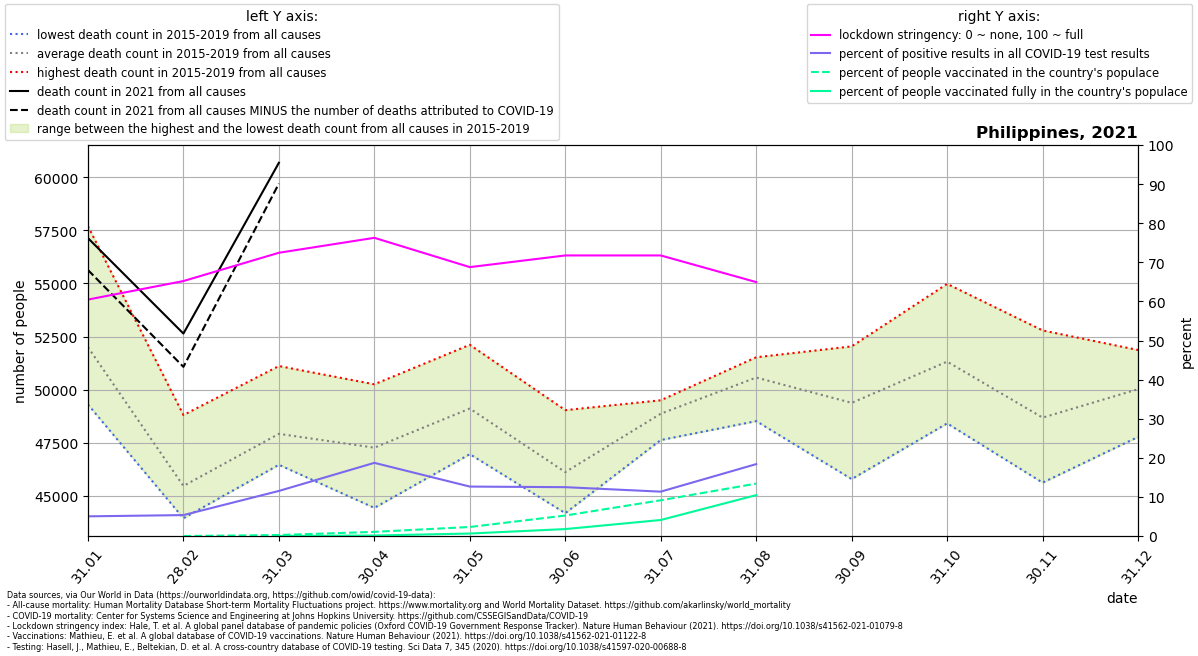 left Y axis:
lowest death count in 2015-2019 from all causes
average death count in 2015-2019 from all causes
highest death count in 2015-2019 from all causes
death count in 2021 from all causes
death count in 2021 from all causes MINUS the number of deaths attributed to COVID-19
range between the highest and the lowest death count from all causes in 2015-2019
right Y axis:
lockdown stringency: 0 ~ none, 100 ~ full
percent of positive results in all COVID-19 test results
percent of people vaccinated in the country's populace
percent of people vaccinated fully in the country's populace
Philippines, 2021
number of people
60000
57500
55000
52500
50000
47500
45000
100
90
80
70
60
50
40
30
20
10
0
percent
31.01
28.02
31.03
30.04
31.05
30.06
31.07
31.08
30.09
31.10
30.11
31.12
date
Data sources, via Our World in Data (https://ourworldindata.org, https://github.com/owid/covid-19-data):
- All-cause mortality: Human Mortality Database Short-term Mortality Fluctuations project. https://www.mortality.org and World Mortality Dataset. https://github.com/akarlinsky/world_mortality
- COVID-19 mortality: Center for Systems Science and Engineering at Johns Hopkins University. https://github.com/CSSEGISandData/COVID-19
- Lockdown stringency index: Hale, T. et al. A global panel database of pandemic policies (Oxford COVID-19 Government Response Tracker). Nature Human Behaviour (2021). https://doi.org/10.1038/s41562-021-01079-8
- Vaccinations: Mathieu, E. et al. A global database of COVID-19 vaccinations. Nature Human Behaviour (2021). https://doi.org/10.1038/s41562-021-01122-8
- Testing: Hasell, J., Mathieu, E., Beltekian, D. et al. A cross-country database of COVID-19 testing. Sci Data 7, 345 (2020). https://doi.org/10.1038/s41597-020-00688-8